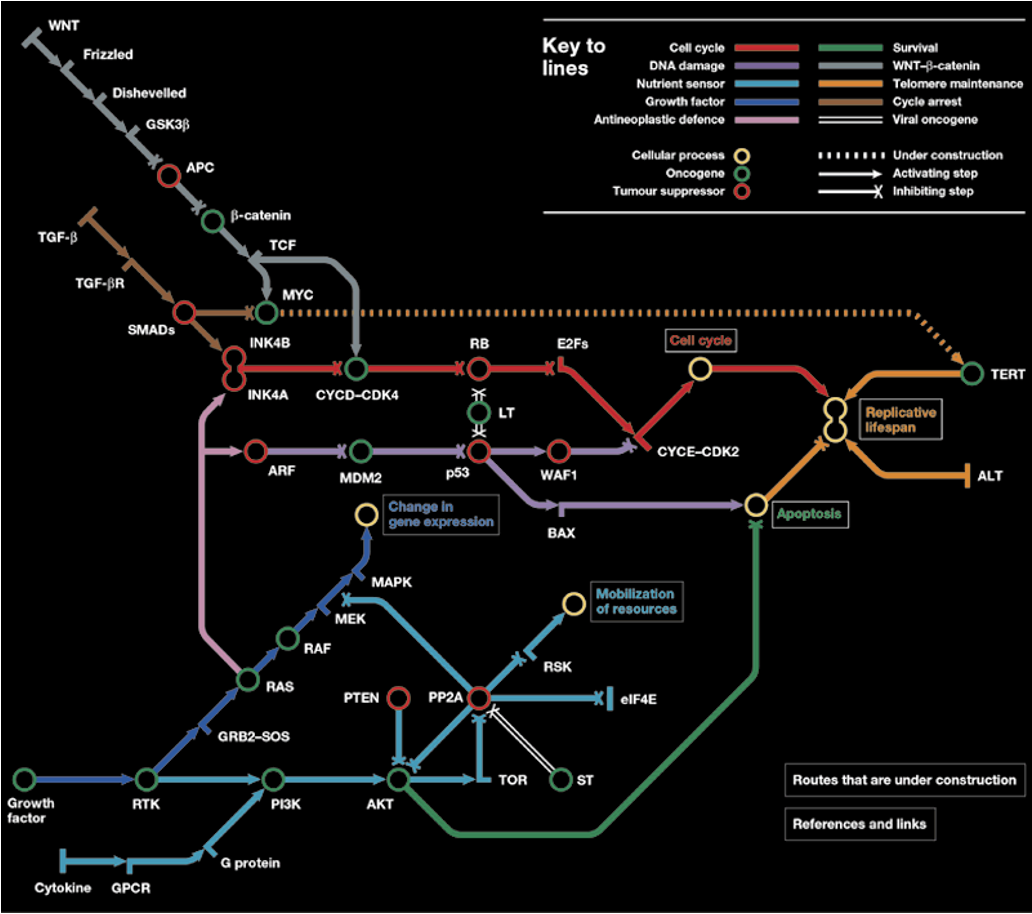 WNT
Frizzled
Dishevelled
GSK3β
APC
β-catenin
TCF
MYC
TGF-β
TGF-βR
SMADs
INK4B
INK4A
Key to
lines
Cell cycle
DNA damage
Nutrient sensor
Growth factor
Antineoplastic defence
Survival
WNT–β-catenin
Telomere maintenance
Cycle arrest
Viral oncogene
Cellular process
Oncogene
Tumour suppressor
Under construction
Activating step
Inhibiting step
CYCD–CDK4
RB
E2Fs
Cell cycle
TERT
Replicative
lifespan
LT
ARF
MDM2
p53
WAF1
CYCE–CDK2
ALT
BAX
Apoptosis
Change in
gene expression
MAPK
MEK
RAF
RAS
GRB2–SOS
Mobilization
of resources
RSK
PTEN
PP2A
eIF4E
Growth
factor
RTK
PI3K
AKT
TOR
ST
Cytokine
GPCR
G protein
Routes that are under construction
References and links